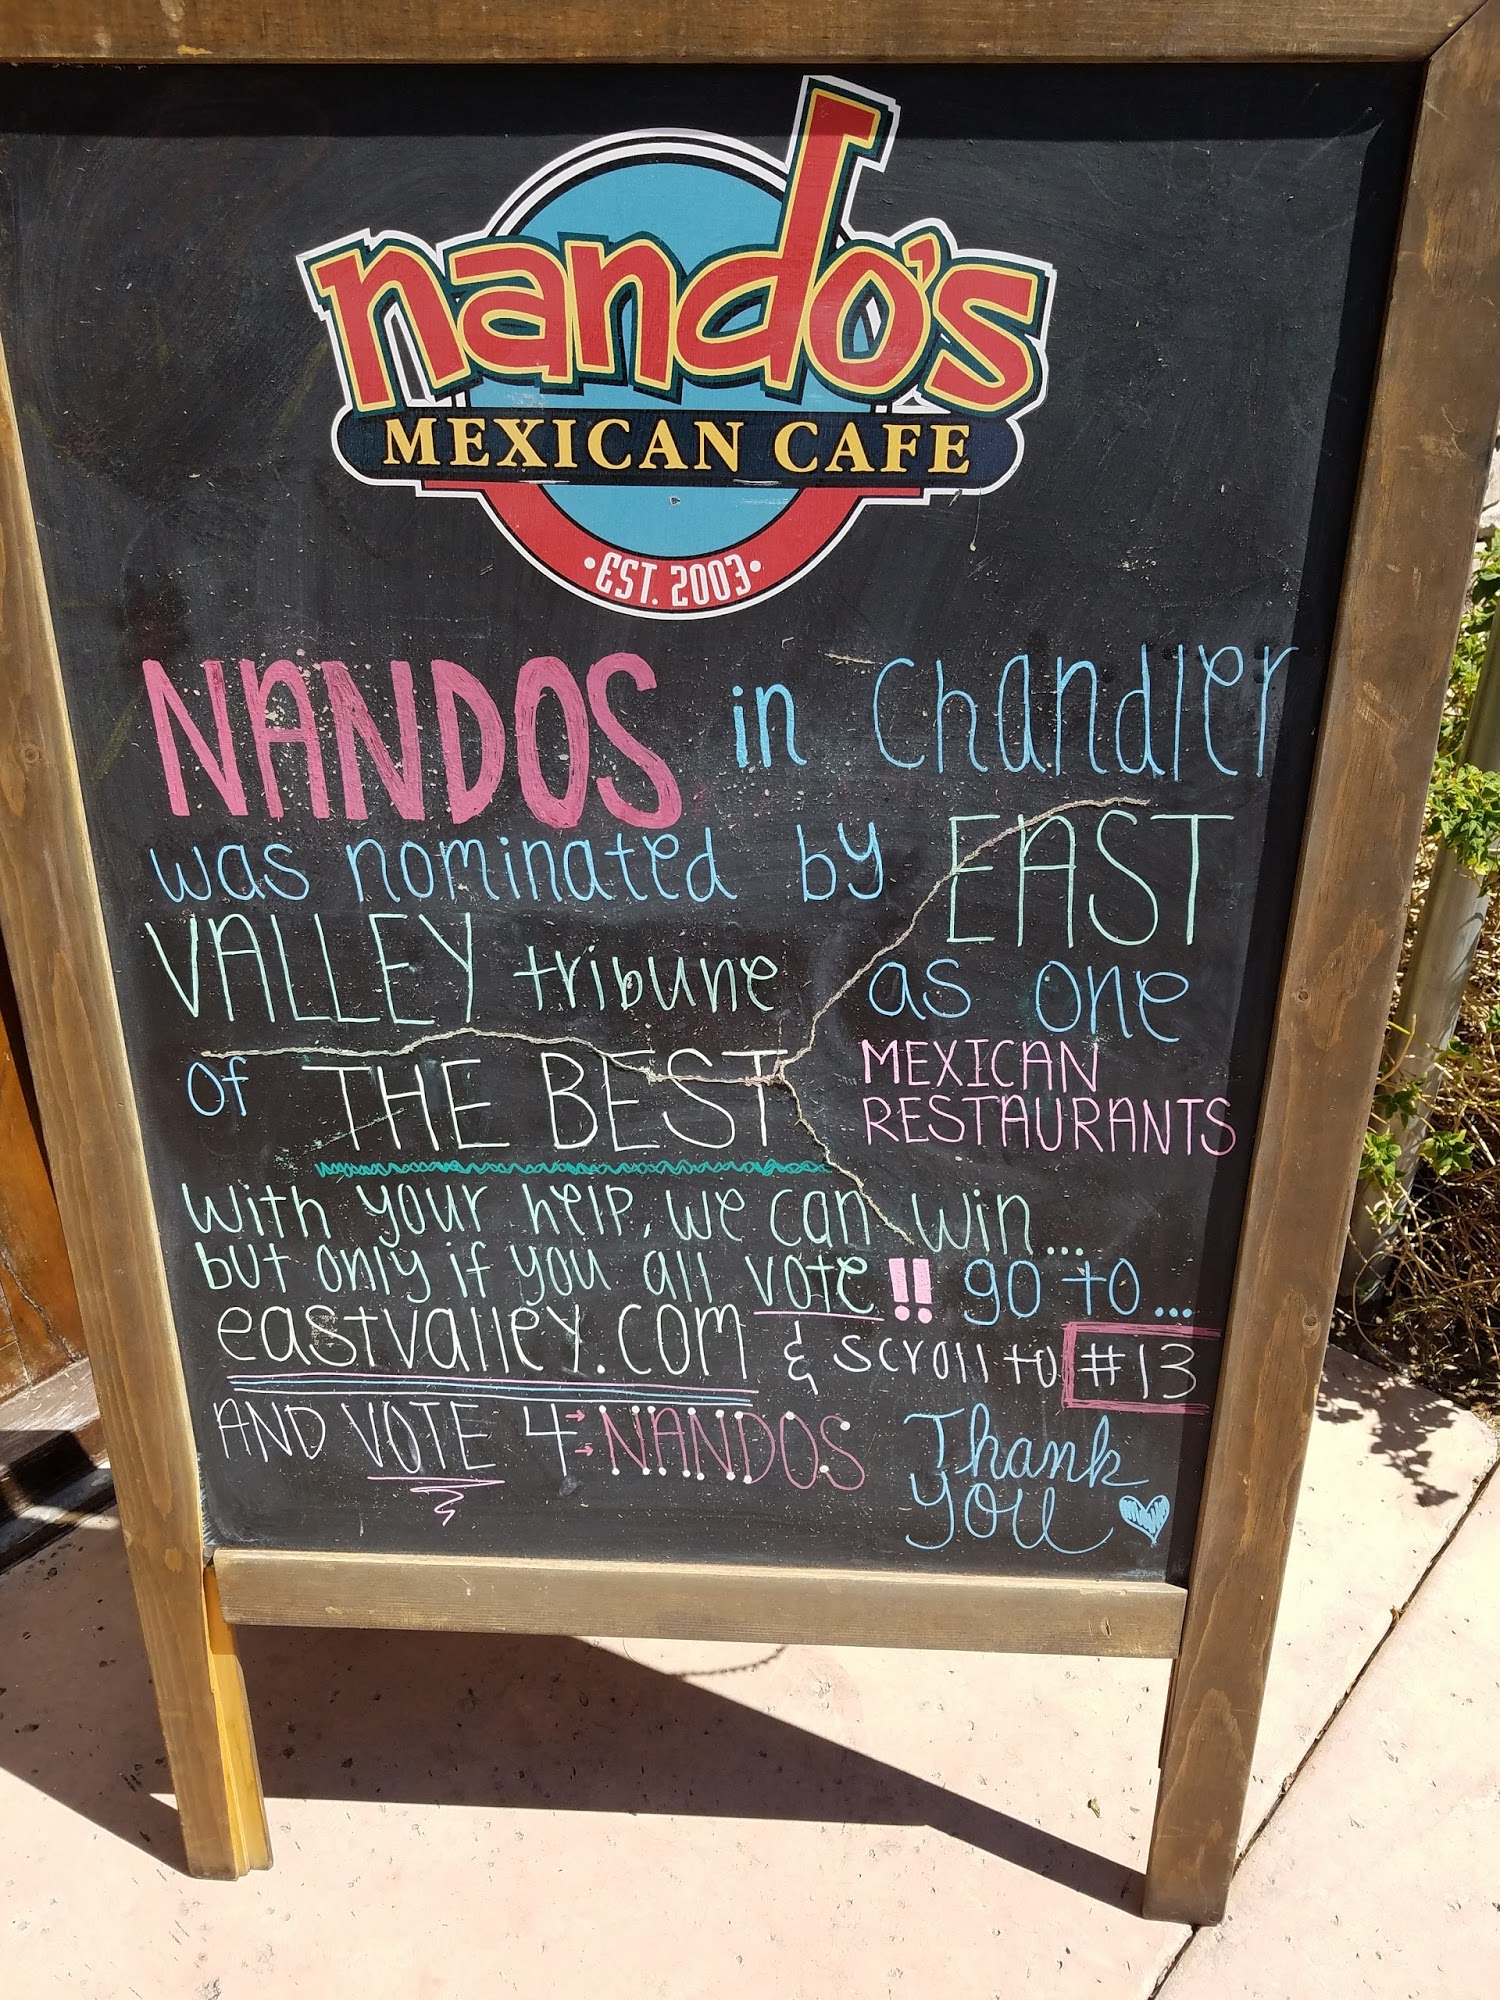 nando's
MEXICAN CAFE
•EST. 2003•
NANDOS in Chandler
was nominated by EAST
VALLEY tribune as one
of THE BEST MEXICAN
RESTAURANTS
With your help, we can win...
but only if you all vote!! go to...
eastvalley.com & scroll to #13
AND VOTE 4 → NANDOS Thank
you